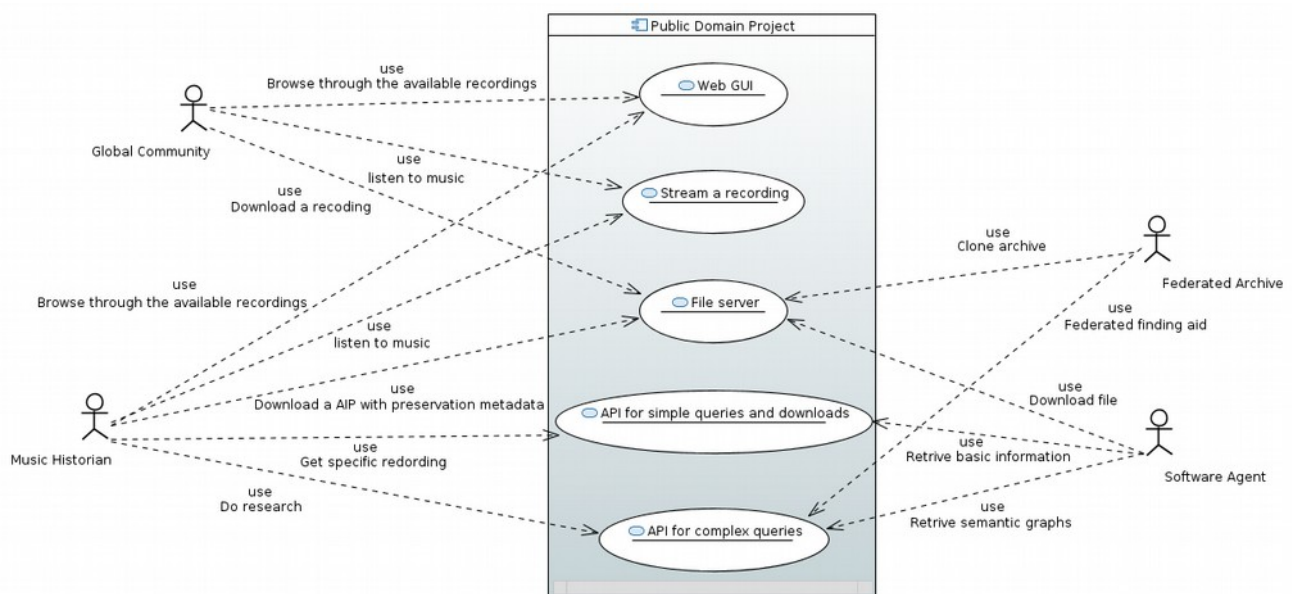 Public Domain Project
use
Browse through the available recordings
Web GUI
Global Community
use
listen to music
Stream a recording
use
Download a recoding
use
Clone archive
Federated Archive
use
Browse through the available recordings
File server
use
Federated finding aid
use
listen to music
use
Download a AIP with preservation metadata
use
Download file
API for simple queries and downloads
Music Historian
use
Get specific redording
use
Retrive basic information
Software Agent
use
Do research
use
Retrive semantic graphs
API for complex queries